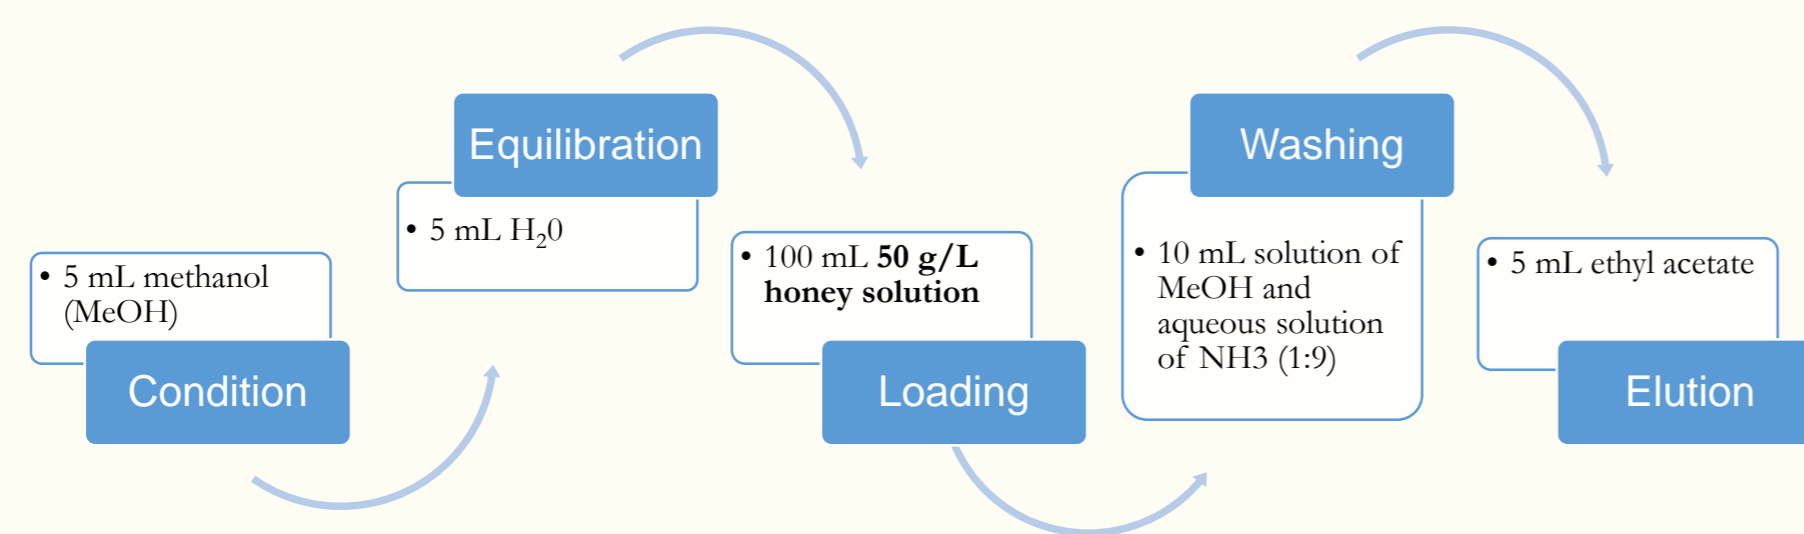 • 5 mL methanol
(MeOH)
Condition
Equilibration
• 5 mL H₂0
• 100 mL 50 g/L
honey solution
Loading
Washing
• 10 mL solution of
MeOH and
aqueous solution
of NH3 (1:9)
• 5 mL ethyl acetate
Elution